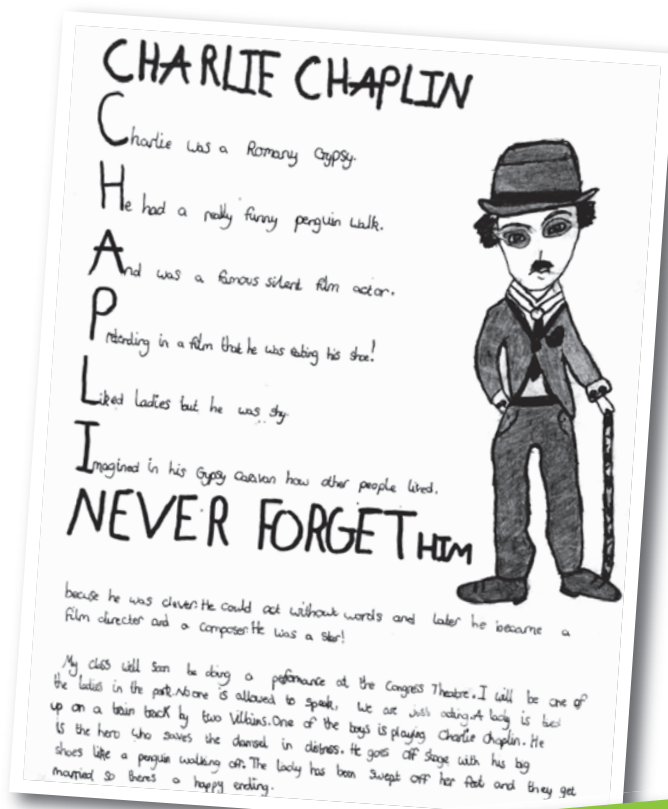 CHARLIE CHAPLIN
Charlie was a Romany Gypsy.
He had a really funny penguin walk.
And was a famous silent film actor.
Pretending in a film that he was eating his shoe!
Liked Ladies but he was shy.
Imagined in his Gypsy Caravan how other people lived.
NEVER FORGET HIM
becuse he was clever. He could act without words and later he became a
film director and a composer. He was a star!
My class will soon be doing a performance at the Congress Theatre. I will be one of
the ladies in the park. No one is allowed to speak, we are just acting. A lady is tied
up on a train track by two Villains. One of the boys is playing Charlie Chaplin. He
is the hero who saves the damsel in distress. He goes off stage with his big
shoes like a penguin walking off. The lady has been swept off her feet and they get
married so theres a happy ending.